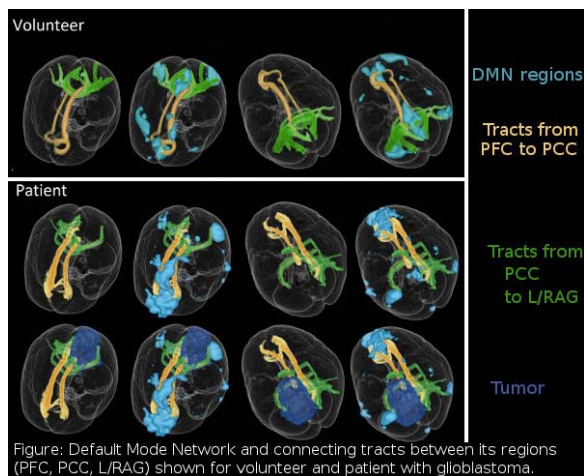 Volunteer
DMN regions
Tracts from
PFC to PCC
Patient
Tracts from
PCC
to L/RAG
Tumor
Figure: Default Mode Network and connecting tracts between its regions
(PFC, PCC, L/RAG) shown for volunteer and patient with glioblastoma.